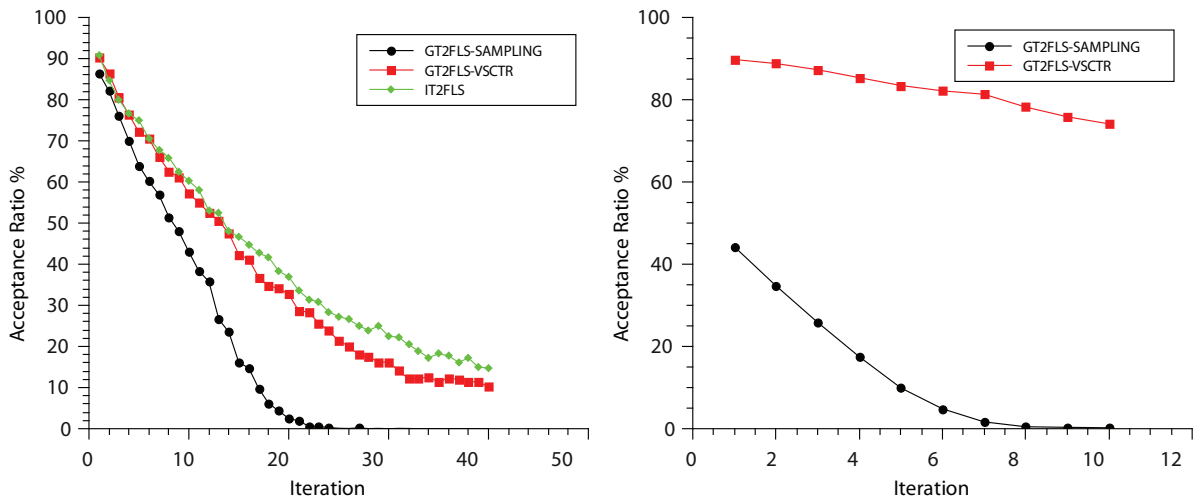 100
90
80
70
60
50
40
30
20
10
0
Acceptance Ratio %
GT2FLS-SAMPLING
GT2FLS-VSCTR
IT2FLS
0 10 20 30 40 50
Iteration
100
80
60
40
20
0
Acceptance Ratio %
GT2FLS-SAMPLING
GT2FLS-VSCTR
0 2 4 6 8 10 12
Iteration